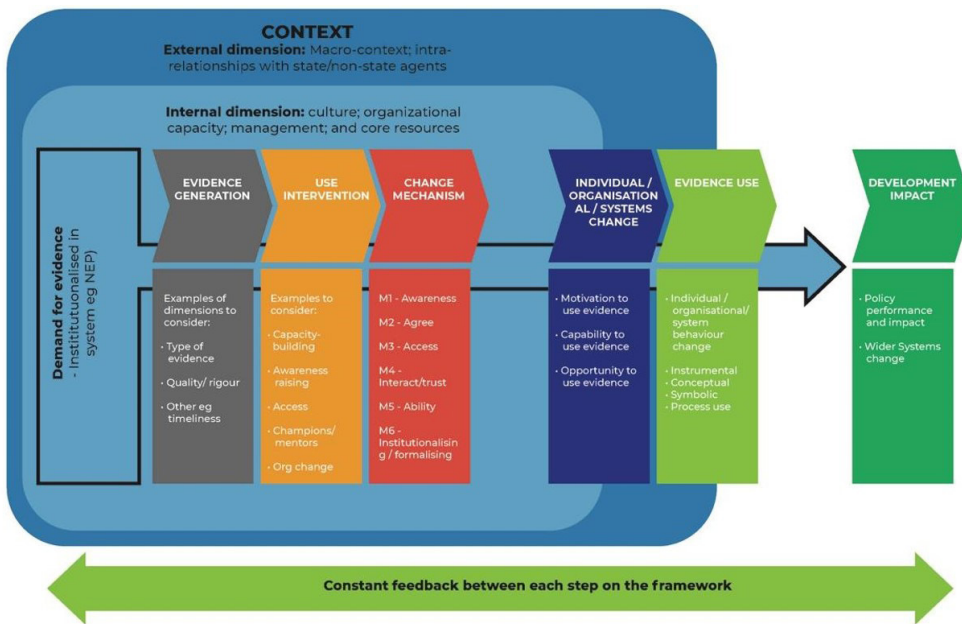 CONTEXT
External dimension: Macro-context; intra-
relationships with state/non-state agents
Internal dimension: culture; organizational
capacity; management; and core resources
Demand for evidence
- Instititutuonalised in
system eg NEP)
EVIDENCE
GENERATION
Examples of
dimensions to
consider:
• Type of
evidence
• Quality/ rigour
• Other eg
timeliness
USE
INTERVENTION
Examples to
consider:
• Capacity-
building
• Awareness
raising
• Access
• Champions/
mentors
• Org change
CHANGE
MECHANISM
M1 - Awareness
M2 - Agree
M3 - Access
M4 -
Interact/trust
M5 - Ability
M6 -
Institutionalisin
g / formalising
INDIVIDUAL /
ORGANISATION
AL / SYSTEMS
CHANGE
• Motivation to
use evidence
• Capability to
use evidence
• Opportunity to
use evidence
EVIDENCE USE
• Individual /
organisational/
system
behaviour
change
• Instrumental
• Conceptual
• Symbolic
• Process use
DEVELOPMENT
IMPACT
• Policy
performance
and impact
• Wider Systems
change
Constant feedback between each step on the framework